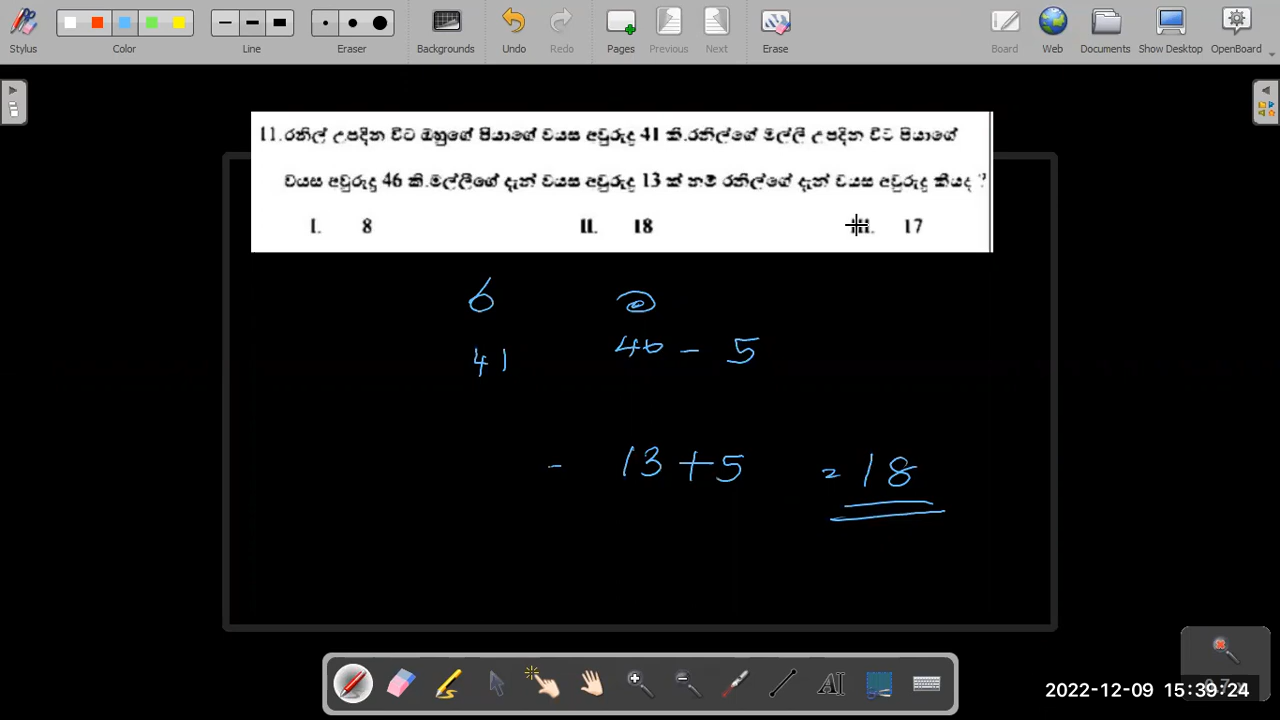 Stylus Color Line Eraser Backgrounds Undo Redo Pages Previous Next Erase Board Web Documents Show Desktop OpenBoard
11.රනිල් උපදින විට ඔහුගේ පියාගේ වයස අවුරුදු 41 කි.රනිල්ගේ මල්ලී උපදින විට පියාගේ
වයස අවුරුදු 46 කි.මල්ලීගේ දැන් වයස අවුරුදු 13 ක් නම් රනිල්ගේ දැන් වයස අවුරුදු කීයද ?
I. 8 II. 18 III. 17
ර ම
41 46 - 5
- 13+5 = 18
2022-12-09 15:39:24